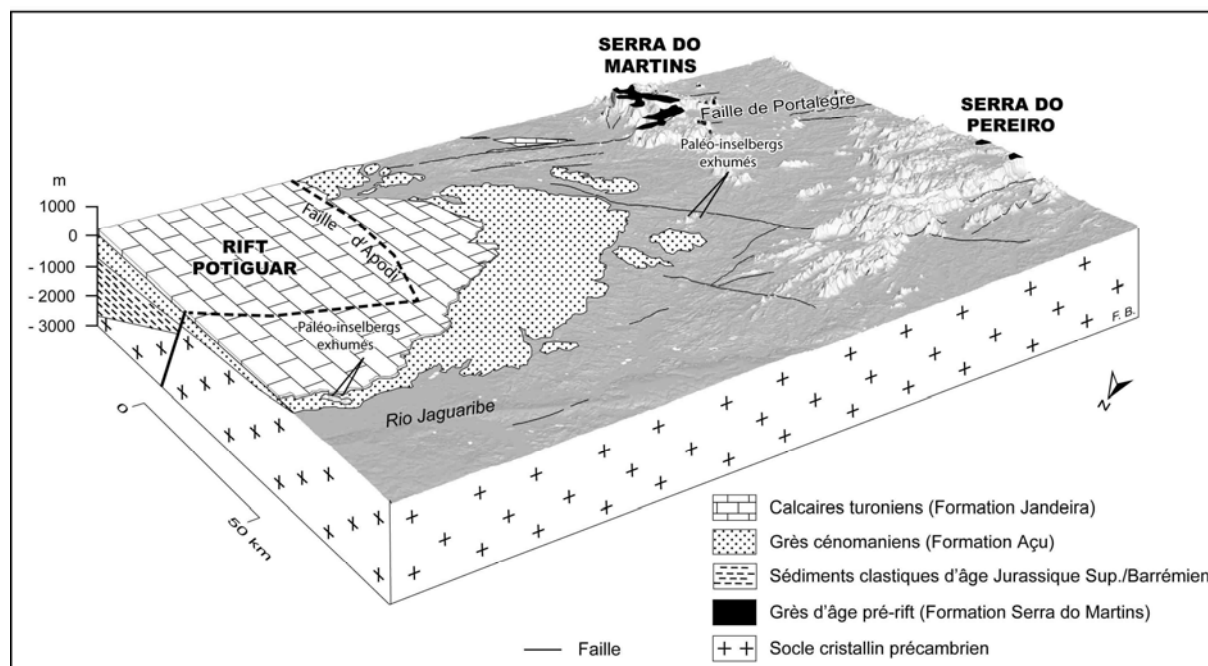 SERRA DO
MARTINS
Faille de Portalegre
SERRA DO
PEREIRO
Paléo-inselbergs
exhumés
m
1000
0
- 1000
- 2000
- 3000
Faille d'Apodi
RIFT
POTIGUAR
Paléo-inselbergs
exhumés
Rio Jaguaribe
F. B.
N
0
50 km
Calcaires turoniens (Formation Jandeira)
Grès cénomaniens (Formation Açu)
Sédiments clastiques d'âge Jurassique Sup./Barrémien
Grès d'âge pré-rift (Formation Serra do Martins)
Faille
Socle cristallin précambrien